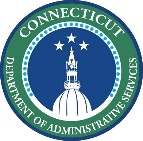 CONNECTICUT
DEPARTMENT OF ADMINISTRATIVE SERVICES